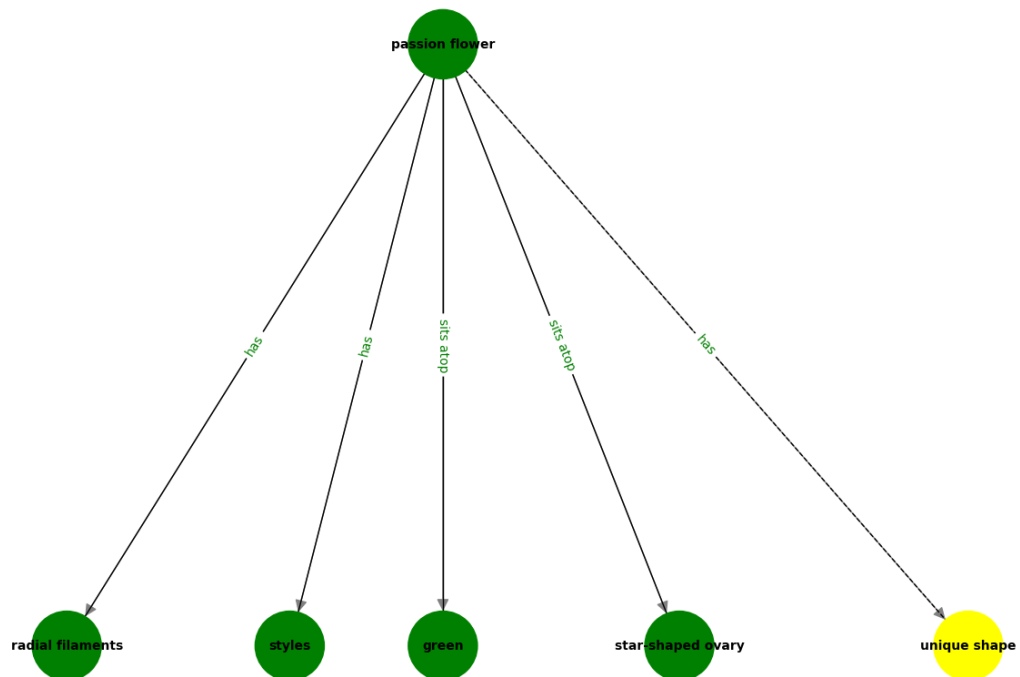 passion flower
has
has
sits atop
sits atop
has
radial filaments
styles
green
star-shaped ovary
unique shape